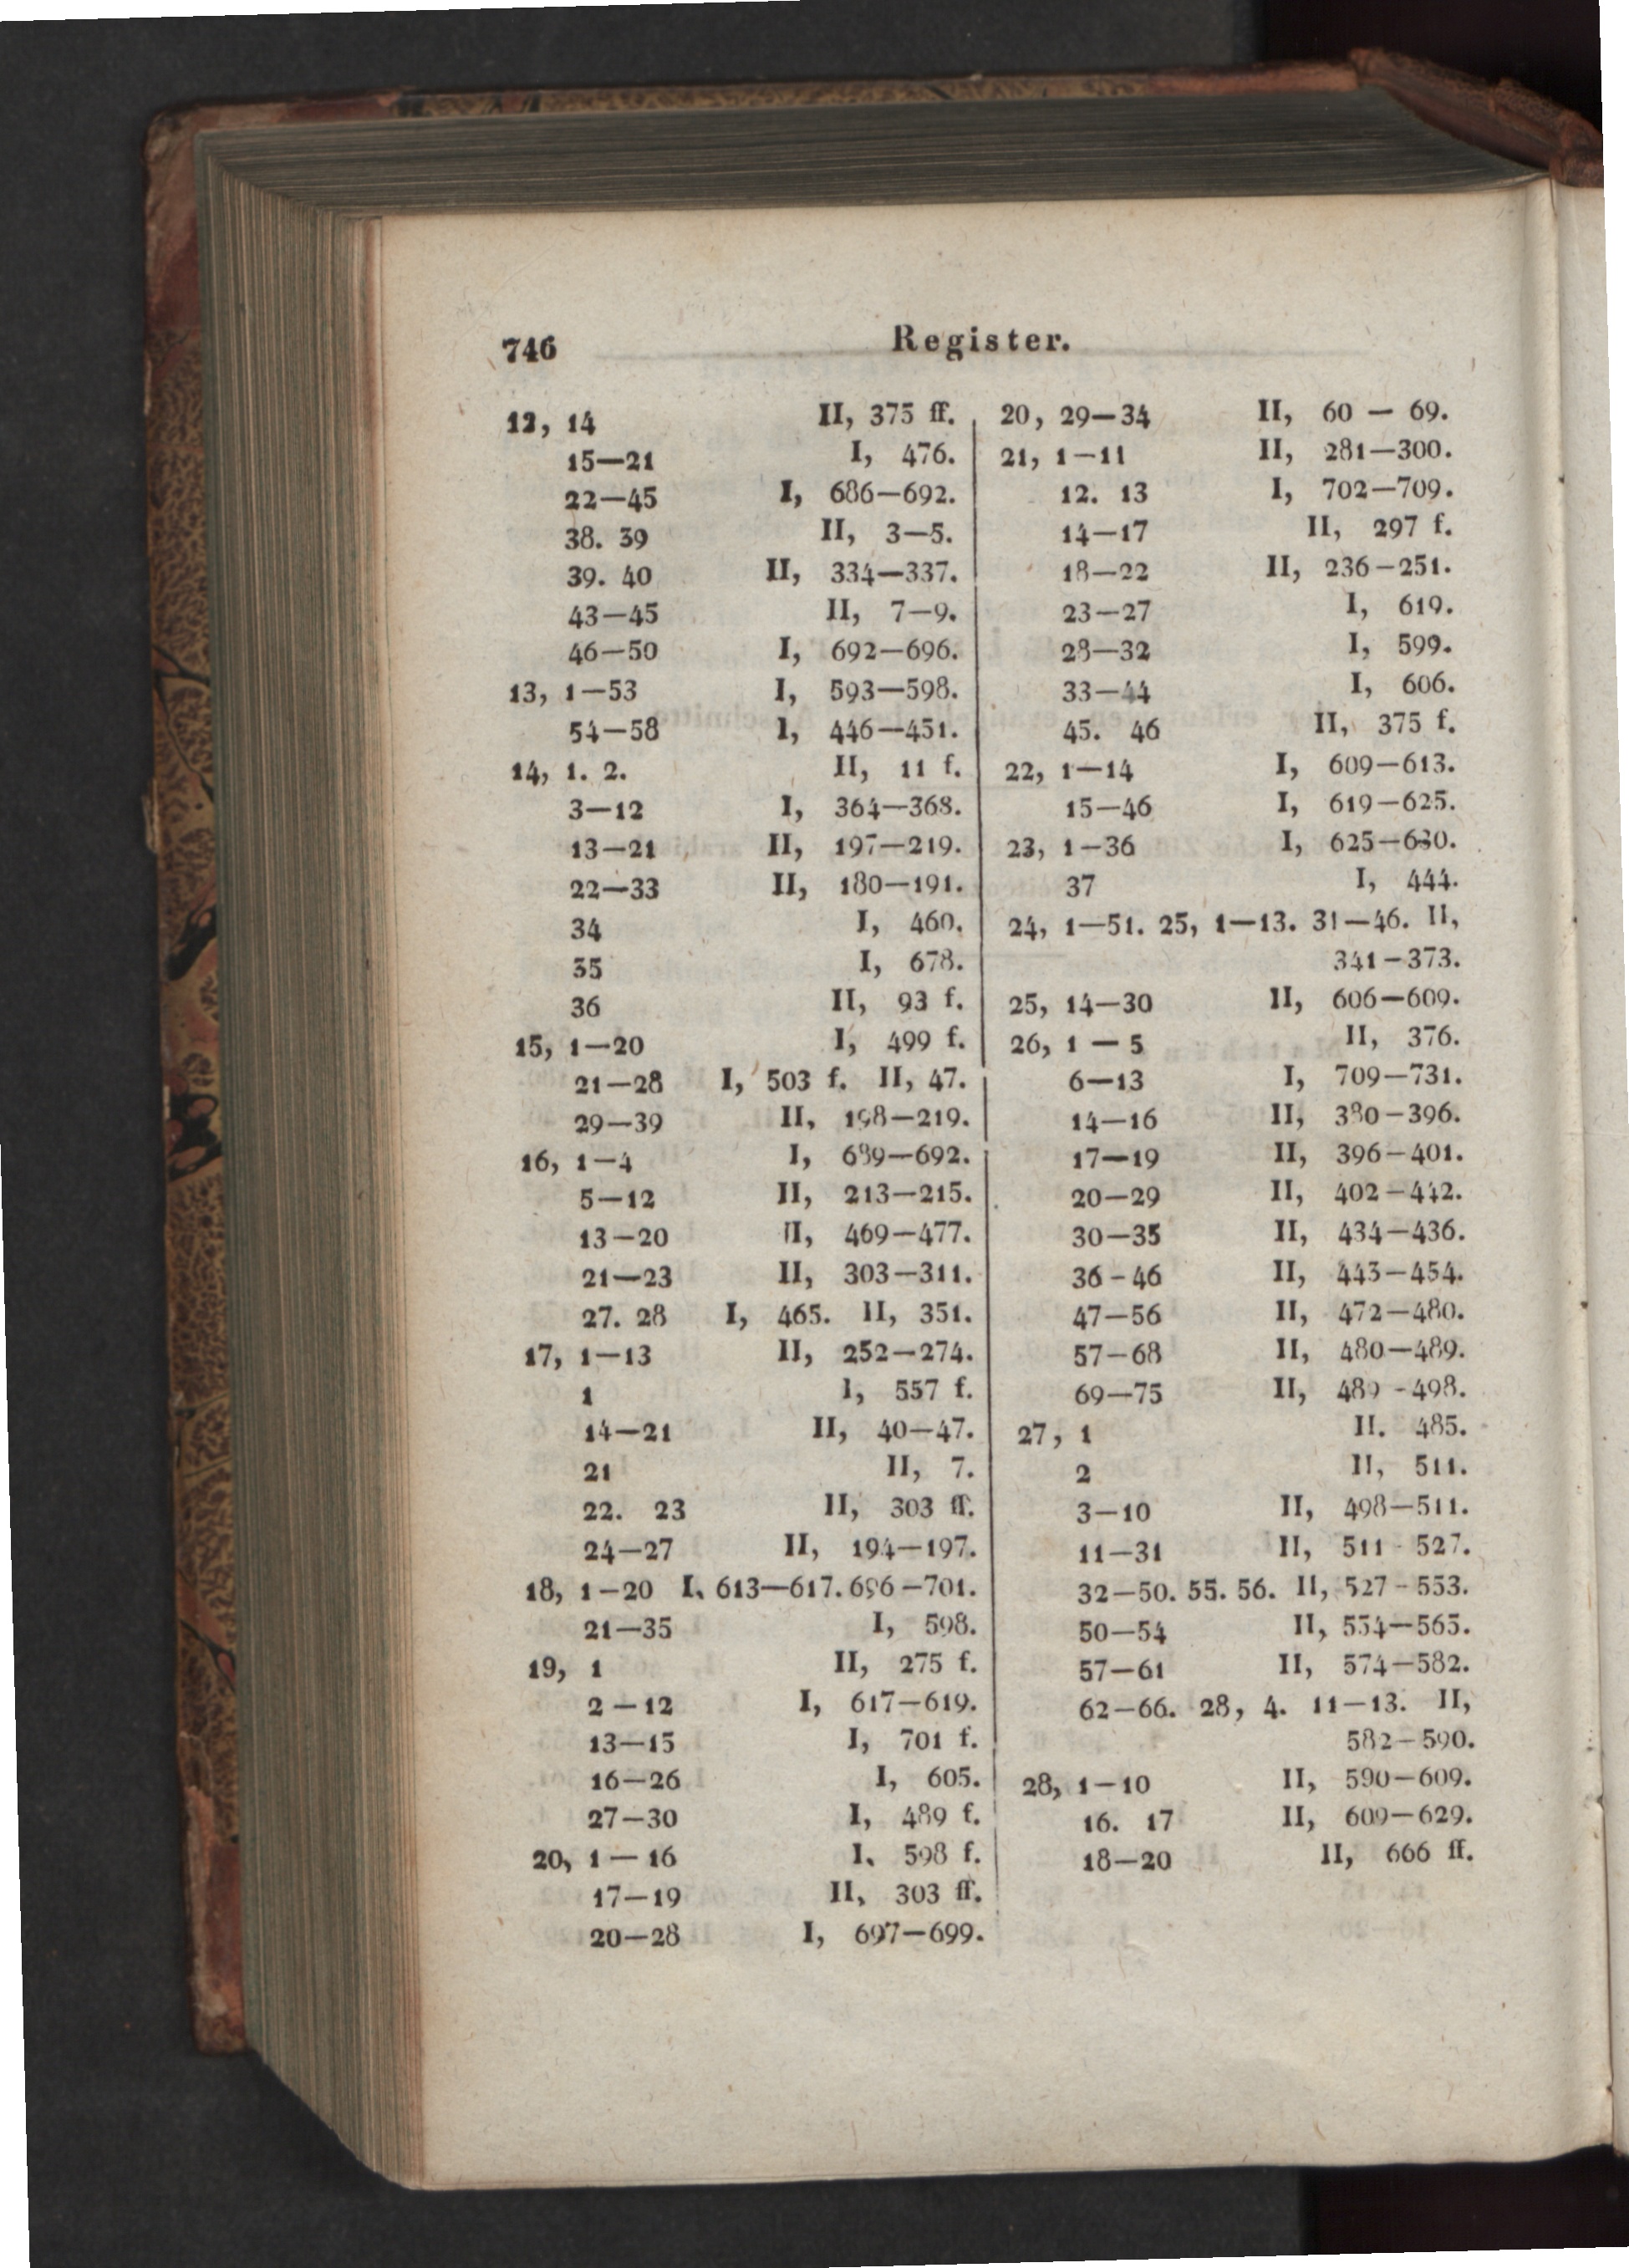 746
Register.
12, 14 II, 375 ff.
15—21 I, 476.
22—45 I, 686—692.
38. 39 II, 3—5.
39. 40 II, 334—337.
43—45 II, 7—9.
46—50 I, 692—696.
13, 1—53 I, 593—598.
54—58 I, 446—451.
14, 1. 2. II, 11 f.
3—12 I, 364—368.
13—21 II, 197—219.
22—33 II, 180—191.
34 I, 460.
35 I, 678.
36 II, 93 f.
15, 1—20 I, 499 f.
21—28 I, 503 f. II, 47.
29—39 II, 198—219.
16, 1—4 I, 689—692.
5—12 II, 213—215.
13—20 II, 469—477.
21—23 II, 303—311.
27. 28 I, 465. II, 351.
17, 1—13 II, 252—274.
1 I, 557 f.
14—21 II, 40—47.
21 II, 7.
22. 23 II, 303 ff.
24—27 II, 194—197.
18, 1—20 I, 613—617. 696—701.
21—35 I, 598.
19, 1 II, 275 f.
2—12 I, 617—619.
13—15 I, 701 f.
16—26 I, 605.
27—30 I, 489 f.
20, 1—16 I, 598 f.
17—19 II, 303 ff.
20—28 I, 697—699.
20, 29—34 II, 60 — 69.
21, 1—11 II, 281—300.
12. 13 I, 702—709.
14—17 II, 297 f.
18—22 II, 236—251.
23—27 I, 619.
28—32 I, 599.
33—44 I, 606.
45. 46 II, 375 f.
22, 1—14 I, 609—613.
15—46 I, 619—625.
23, 1—36 I, 625—630.
37 I, 444.
24, 1—51. 25, 1—13. 31—46. II,
341—373.
25, 14—30 II, 606—609.
26, 1 — 5 II, 376.
6—13 I, 709—731.
14—16 II, 380—396.
17—19 II, 396—401.
20—29 II, 402—442.
30—35 II, 434—436.
36-46 II, 443—454.
47—56 II, 472—480.
57—68 II, 480—489.
69—75 II, 489-498.
27, 1 II. 485.
2 II, 511.
3—10 II, 498—511.
11—31 II, 511-527.
32—50. 55. 56. II, 527-553.
50—54 II, 554—565.
57—61 II, 574—582.
62—66. 28, 4. 11—13. II,
582—590.
28, 1—10 II, 590—609.
16. 17 II, 609—629.
18—20 II, 666 ff.